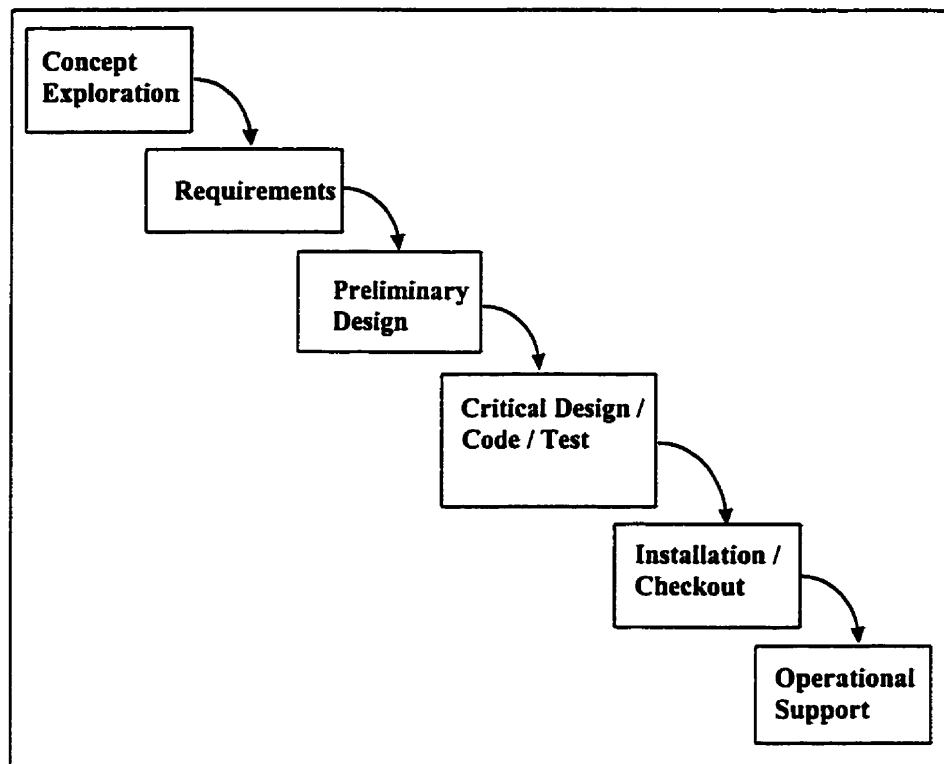 Concept
Exploration
Requirements
Preliminary
Design
Critical Design /
Code / Test
Installation /
Checkout
Operational
Support